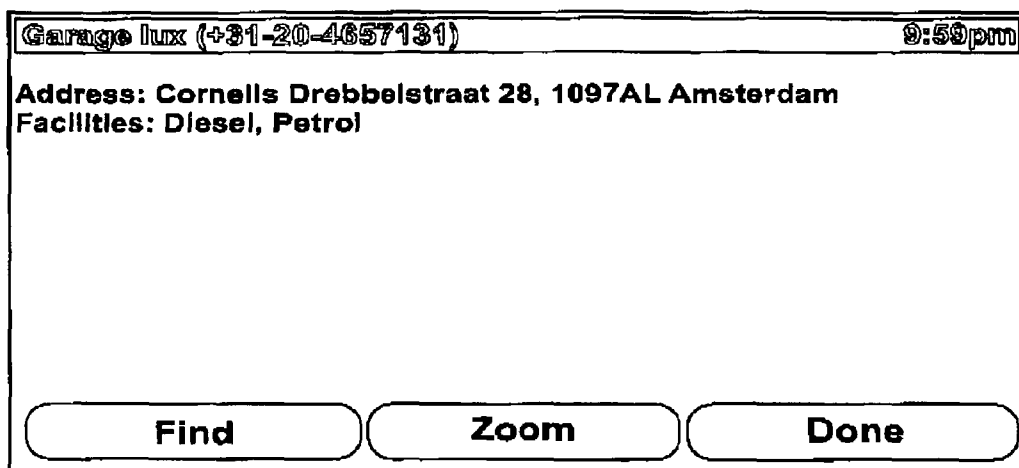 Garage lux (+31-20-4657131) 9:59pm
Address: Cornelis Drebbelstraat 28, 1097AL Amsterdam
Facilities: Diesel, Petrol
Find Zoom Done